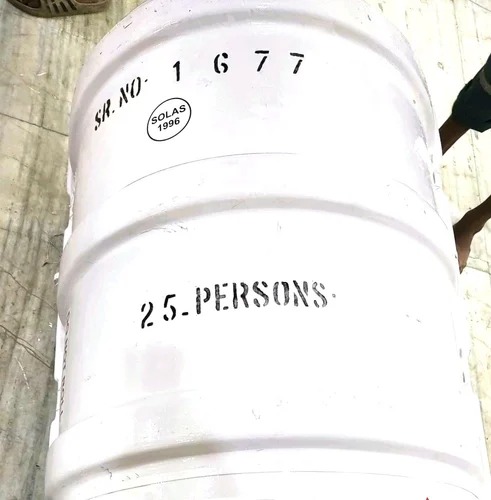 SR. NO- 1 6 7 7
SOLAS
1996
25-PERSONS-